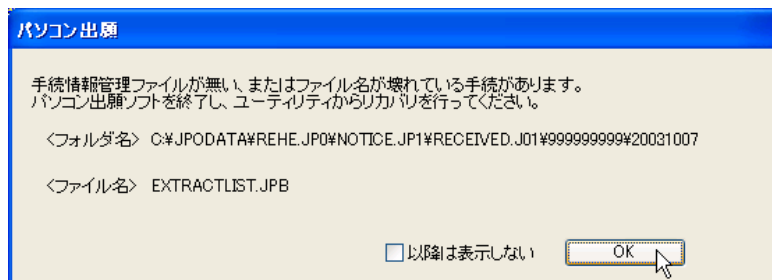 パソコン出願
手続情報管理ファイルが無い、またはファイル名が壊れている手続があります。
パソコン出願ソフトを終了し、ユーティリティからリカバリを行ってください。
<フォルダ名> C:¥JPODATA¥REHE.JP0¥NOTICE.JP1¥RECEIVED.J01¥999999999¥20031007
<ファイル名> EXTRACTLIST.JPB
以降は表示しない OK